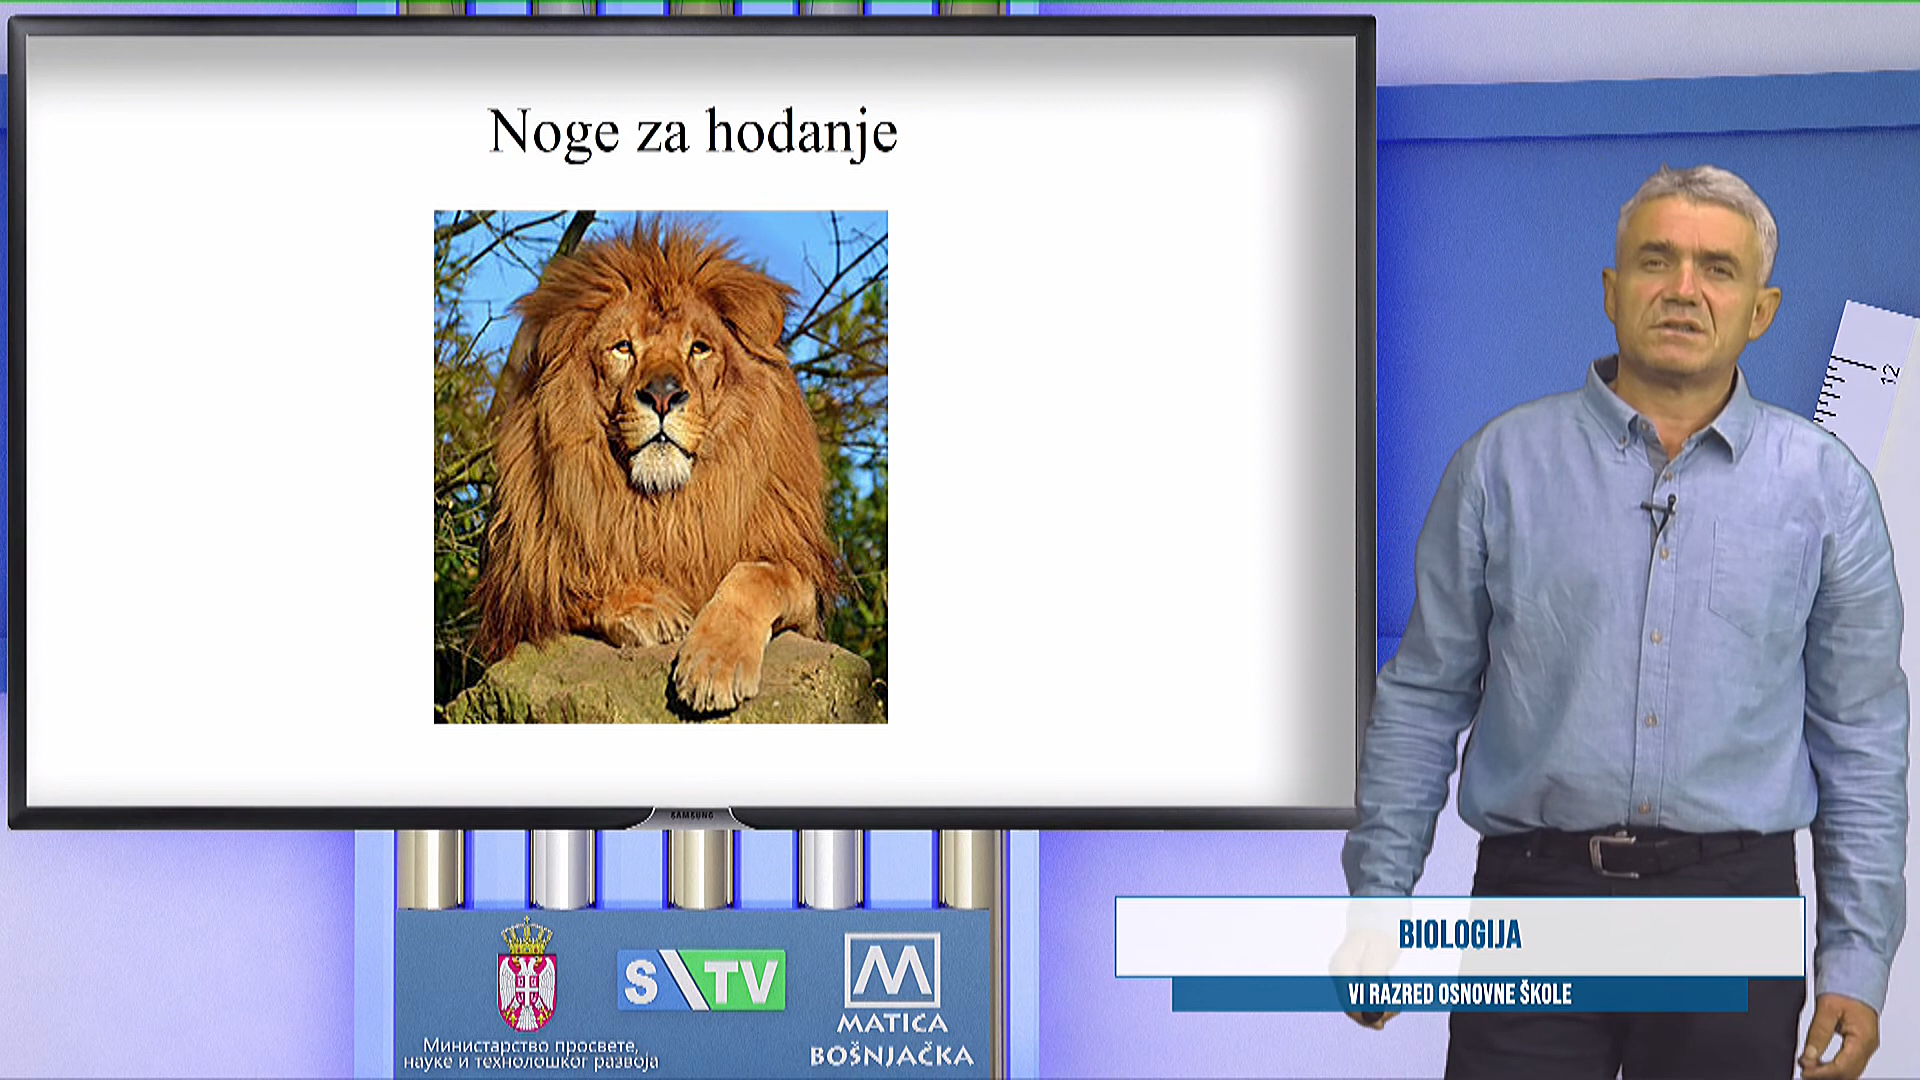 Noge za hodanje
SAMSUNG
12
BIOLOGIJA
VI RAZRED OSNOVNE ŠKOLE
S TV
M
MATICA
BOŠNJAČKA
Министарство просвете,
науке и технолошког развоја